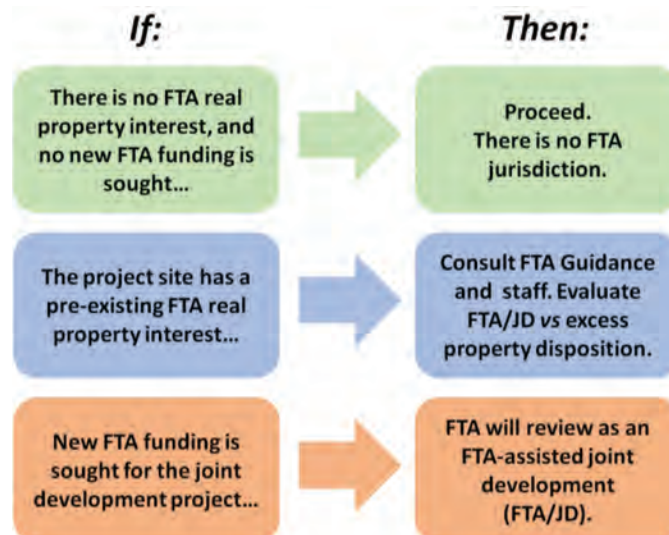 If:
Then:
There is no FTA real
property interest, and
no new FTA funding is
sought...
Proceed.
There is no FTA
jurisdiction.
The project site has a
pre-existing FTA real
property interest...
Consult FTA Guidance
and staff. Evaluate
FTA/JD vs excess
property disposition.
New FTA funding is
sought for the joint
development project...
FTA will review as an
FTA-assisted joint
development
(FTA/JD).